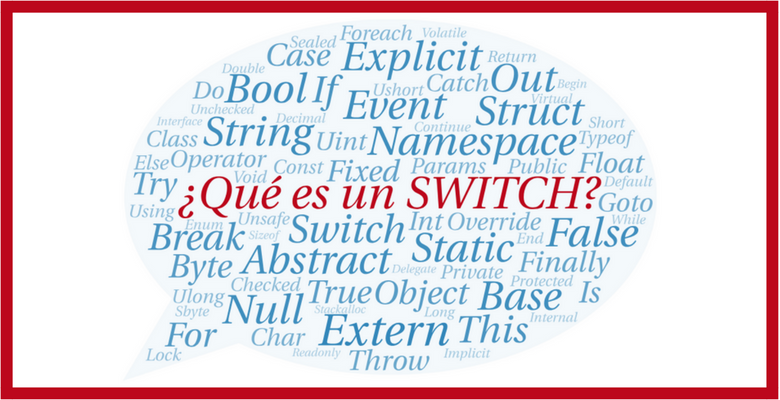 Foreach Volatile
Sealed
Case Explicit Return
Double Catch Out Begin
Do Bool If Ushort Virtual
Unchecked Event Struct
Interface Decimal Continue Short
Class String Uint Namespace Typeof
Else Operator Const Fixed Params Public Float
Try Void Default
¿Qué es un SWITCH? Goto
Using Enum Unsafe Switch Int Override While
Break Sizeof Static End False
Byte Abstract Delegate Private Finally
Checked Protected
Ulong True Object Base Is
Sbyte Null Stackalloc Long Internal
For Char Extern This
Lock Readonly Throw Implicit